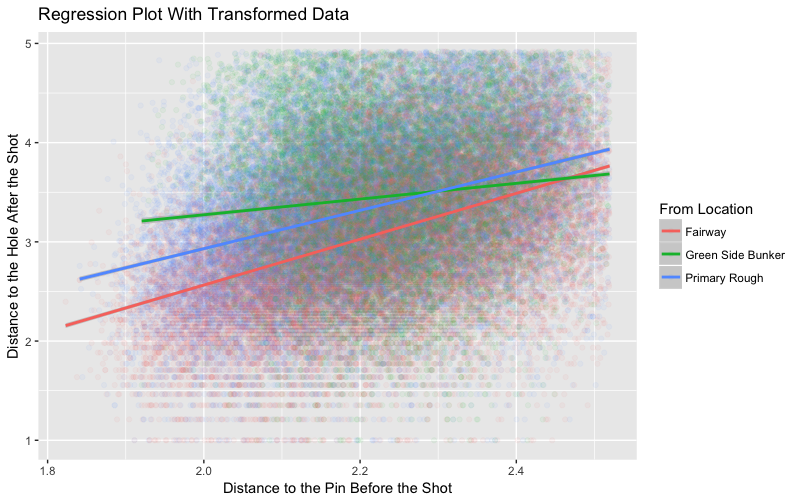 Regression Plot With Transformed Data
5
4
3
2
1
Distance to the Hole After the Shot
1.8
2.0
2.2
2.4
Distance to the Pin Before the Shot
From Location
Fairway
Green Side Bunker
Primary Rough